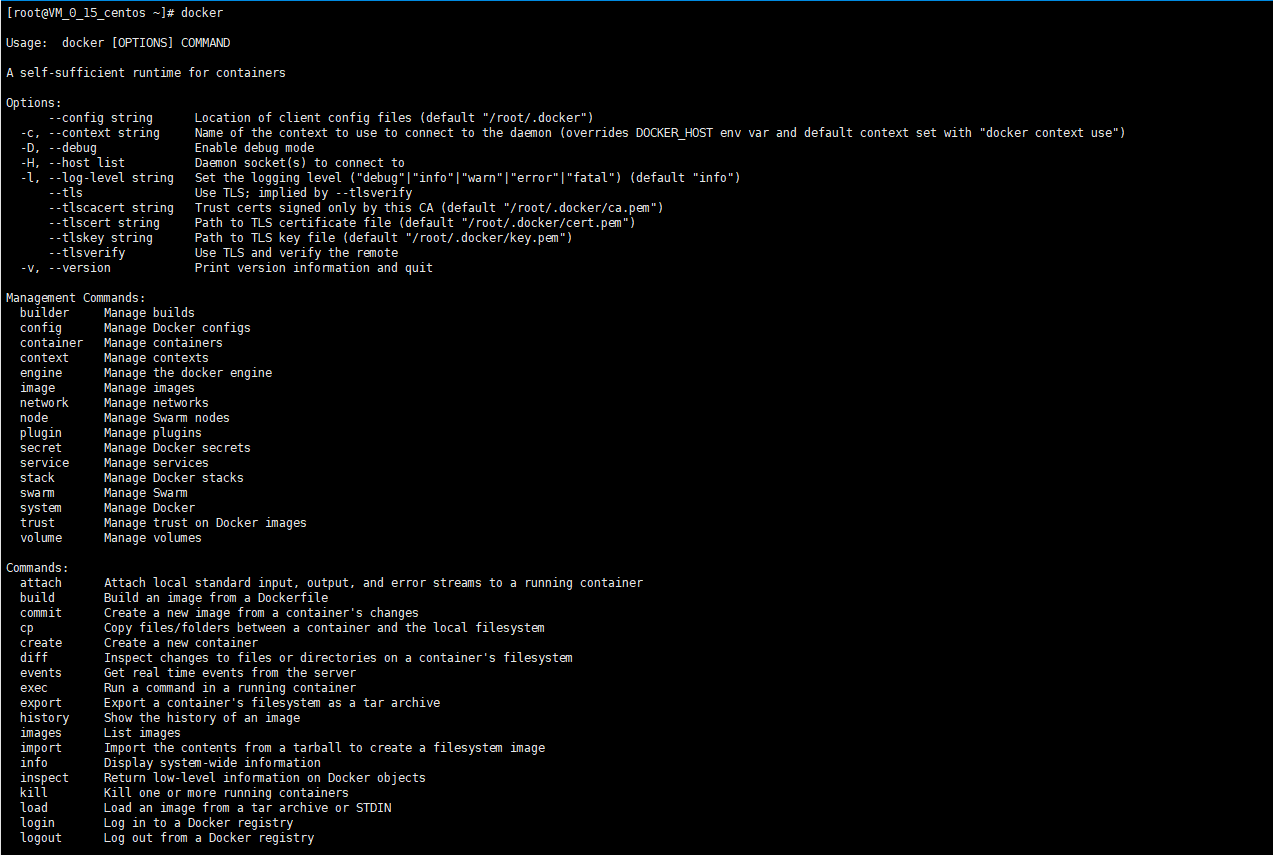 [root@VM_0_15_centos ~]# docker
Usage:  docker [OPTIONS] COMMAND
A self-sufficient runtime for containers
Options:
      --config string      Location of client config files (default "/root/.docker")
  -c, --context string     Name of the context to use to connect to the daemon (overrides DOCKER_HOST env var and default context set with "docker context use")
  -D, --debug              Enable debug mode
  -H, --host list          Daemon socket(s) to connect to
  -l, --log-level string   Set the logging level ("debug"|"info"|"warn"|"error"|"fatal") (default "info")
      --tls                Use TLS; implied by --tlsverify
      --tlscacert string   Trust certs signed only by this CA (default "/root/.docker/ca.pem")
      --tlscert string     Path to TLS certificate file (default "/root/.docker/cert.pem")
      --tlskey string      Path to TLS key file (default "/root/.docker/key.pem")
      --tlsverify          Use TLS and verify the remote
  -v, --version            Print version information and quit
Management Commands:
  builder     Manage builds
  config      Manage Docker configs
  container   Manage containers
  context     Manage contexts
  engine      Manage the docker engine
  image       Manage images
  network     Manage networks
  node        Manage Swarm nodes
  plugin      Manage plugins
  secret      Manage Docker secrets
  service     Manage services
  stack       Manage Docker stacks
  swarm       Manage Swarm
  system      Manage Docker
  trust       Manage trust on Docker images
  volume      Manage volumes
Commands:
  attach      Attach local standard input, output, and error streams to a running container
  build       Build an image from a Dockerfile
  commit      Create a new image from a container's changes
  cp          Copy files/folders between a container and the local filesystem
  create      Create a new container
  diff        Inspect changes to files or directories on a container's filesystem
  events      Get real time events from the server
  exec        Run a command in a running container
  export      Export a container's filesystem as a tar archive
  history     Show the history of an image
  images      List images
  import      Import the contents from a tarball to create a filesystem image
  info        Display system-wide information
  inspect     Return low-level information on Docker objects
  kill        Kill one or more running containers
  load        Load an image from a tar archive or STDIN
  login       Log in to a Docker registry
  logout      Log out from a Docker registry